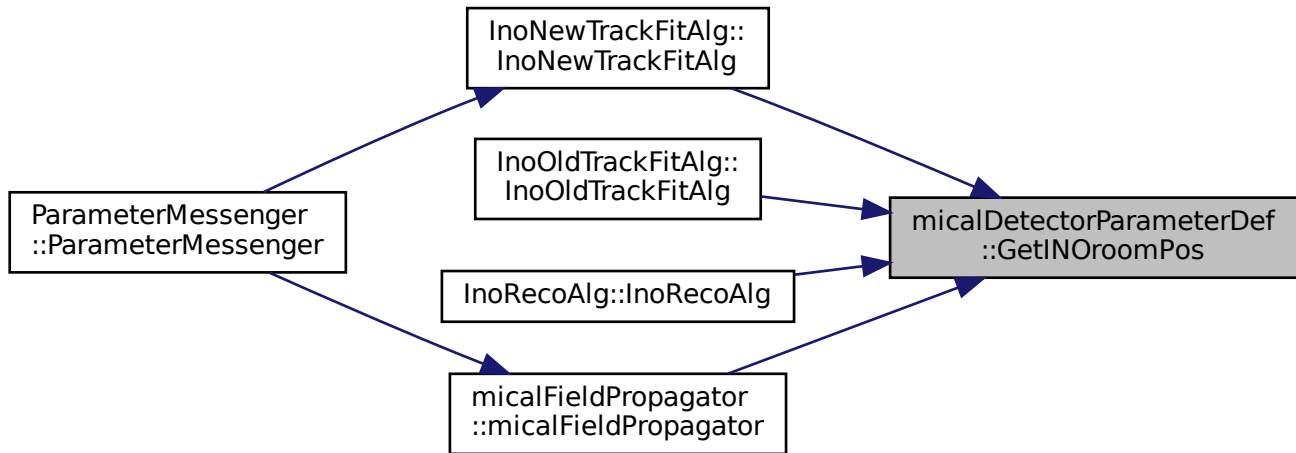 InoNewTrackFitAlg::
InoNewTrackFitAlg
InoOldTrackFitAlg::
InoOldTrackFitAlg
ParameterMessenger
::ParameterMessenger
micalDetectorParameterDef
::GetINOroomPos
InoRecoAlg::InoRecoAlg
micalFieldPropagator
::micalFieldPropagator